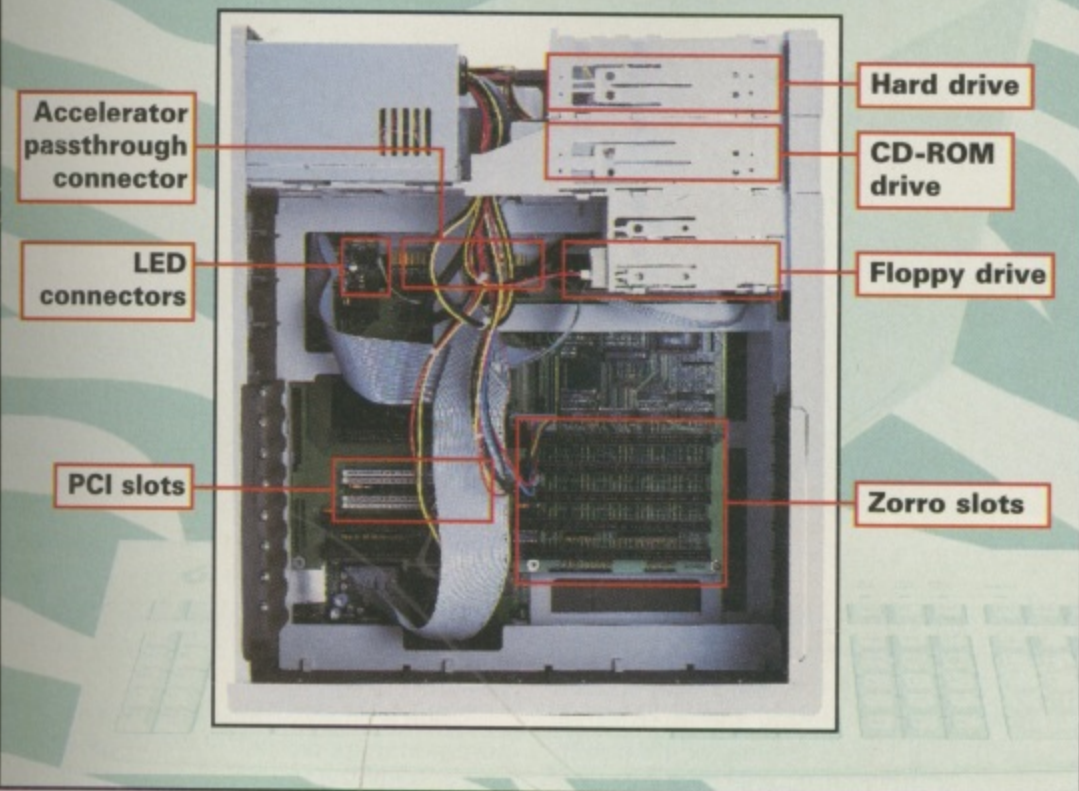 Accelerator
passthrough
connector
LED
connectors
PCI slots
Hard drive
CD-ROM
drive
Floppy drive
Zorro slots